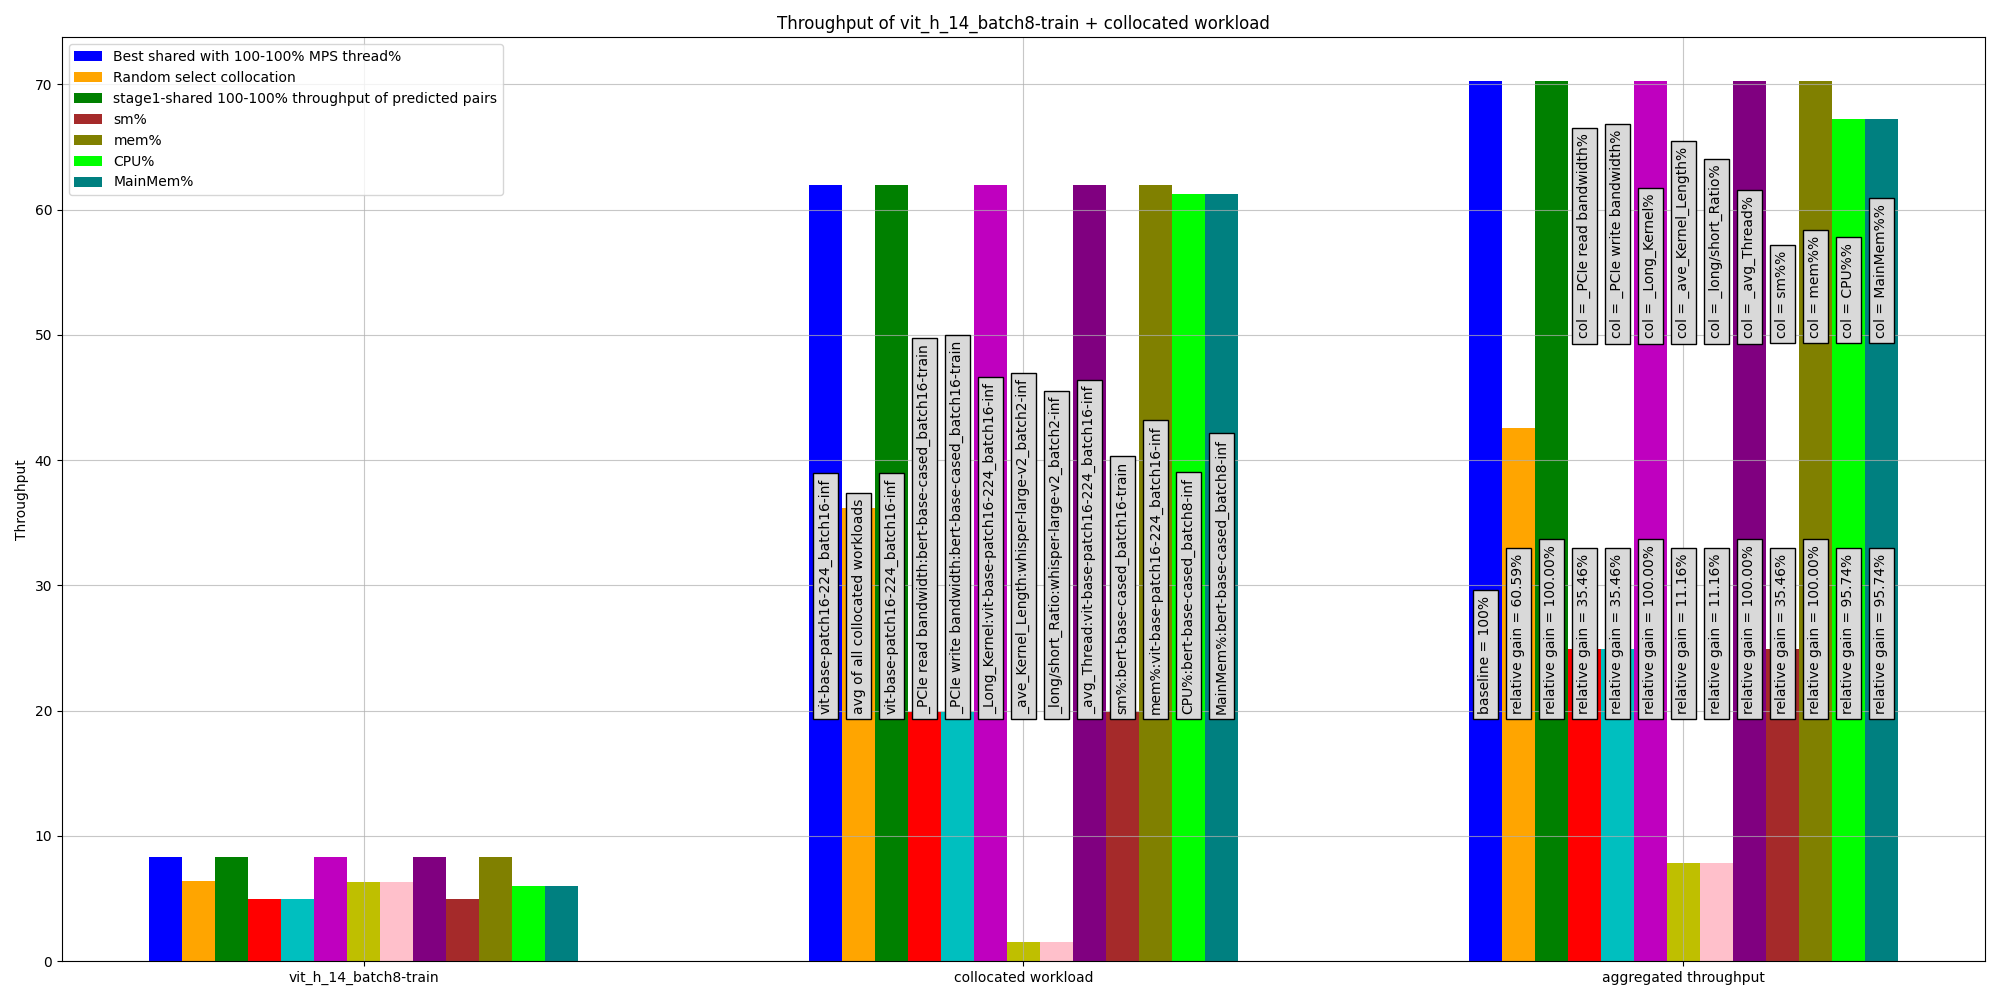 Throughput of vit_h_14_batch8-train + collocated workload
Best shared with 100-100% MPS thread%
Random select collocation
stage1-shared 100-100% throughput of predicted pairs
sm%
mem%
CPU%
MainMem%
Throughput
70
60
50
40
30
20
10
0
vit-base-patch16-224_batch16-inf
avg of all collocated workloads
vit-base-patch16-224_batch16-inf
_PCIe read bandwidth:bert-base-cased_batch16-train
_PCIe write bandwidth:bert-base-cased_batch16-train
_Long_Kernel:vit-base-patch16-224_batch16-inf
_ave_Kernel_Length:whisper-large-v2_batch2-inf
_long/short_Ratio:whisper-large-v2_batch2-inf
_avg_Thread:vit-base-patch16-224_batch16-inf
sm%:bert-base-cased_batch16-train
mem%:vit-base-patch16-224_batch16-inf
CPU%:bert-base-cased_batch8-inf
MainMem%:bert-base-cased_batch8-inf
col = _PCIe read bandwidth%
col = _PCIe write bandwidth%
col = _Long_Kernel%
col = _ave_Kernel_Length%
col = _long/short_Ratio%
col = _avg_Thread%
col = sm%%
col = mem%%
col = CPU%%
col = MainMem%%
baseline = 100%
relative gain = 60.59%
relative gain = 100.00%
relative gain = 35.46%
relative gain = 35.46%
relative gain = 100.00%
relative gain = 11.16%
relative gain = 11.16%
relative gain = 100.00%
relative gain = 35.46%
relative gain = 100.00%
relative gain = 95.74%
relative gain = 95.74%
vit_h_14_batch8-train
collocated workload
aggregated throughput